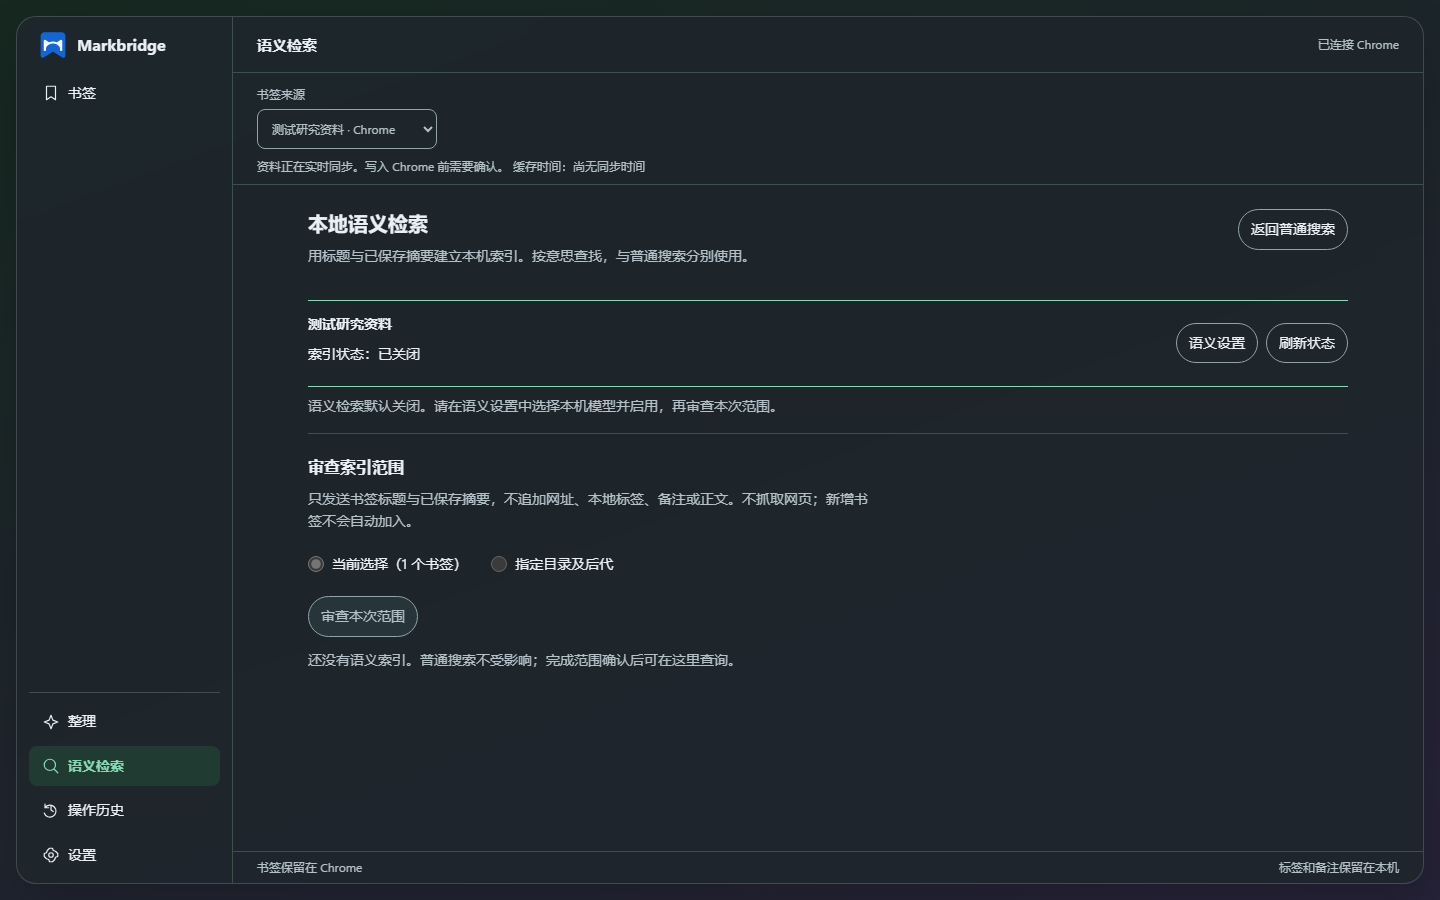 Markbridge
书签
整理
语义检索
操作历史
设置
语义检索
已连接 Chrome
书签来源
测试研究资料 · Chrome
资料正在实时同步。写入 Chrome 前需要确认。 缓存时间：尚无同步时间
本地语义检索
返回普通搜索
用标题与已保存摘要建立本机索引。按意思查找，与普通搜索分别使用。
测试研究资料
索引状态：已关闭
语义设置
刷新状态
语义检索默认关闭。请在语义设置中选择本机模型并启用，再审查本次范围。
审查索引范围
只发送书签标题与已保存摘要，不追加网址、本地标签、备注或正文。不抓取网页；新增书
签不会自动加入。
当前选择（1 个书签）
指定目录及后代
审查本次范围
还没有语义索引。普通搜索不受影响；完成范围确认后可在这里查询。
书签保留在 Chrome
标签和备注保留在本机